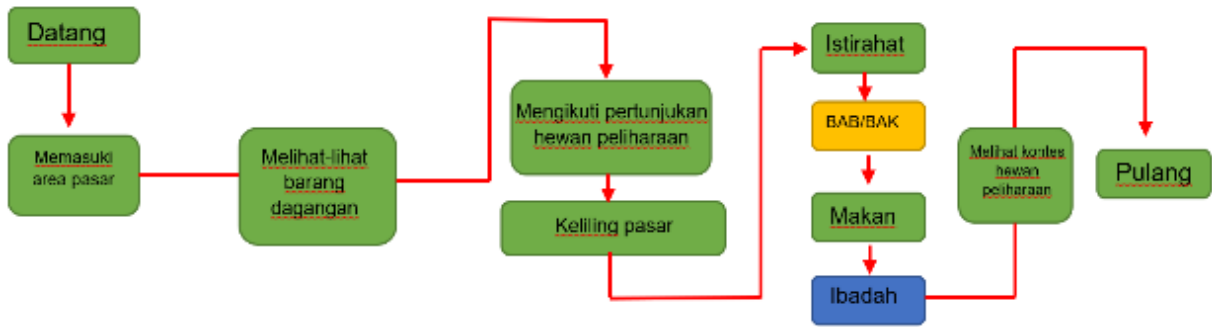 Datang
Memasuki
area pasar
Melihat-lihat
barang
dagangan
Mengikuti pertunjukan
hewan peliharaan
Keliling pasar
Istirahat
BAB/BAK
Makan
Ibadah
Melihat kontes
hewan
peliharaan
Pulang